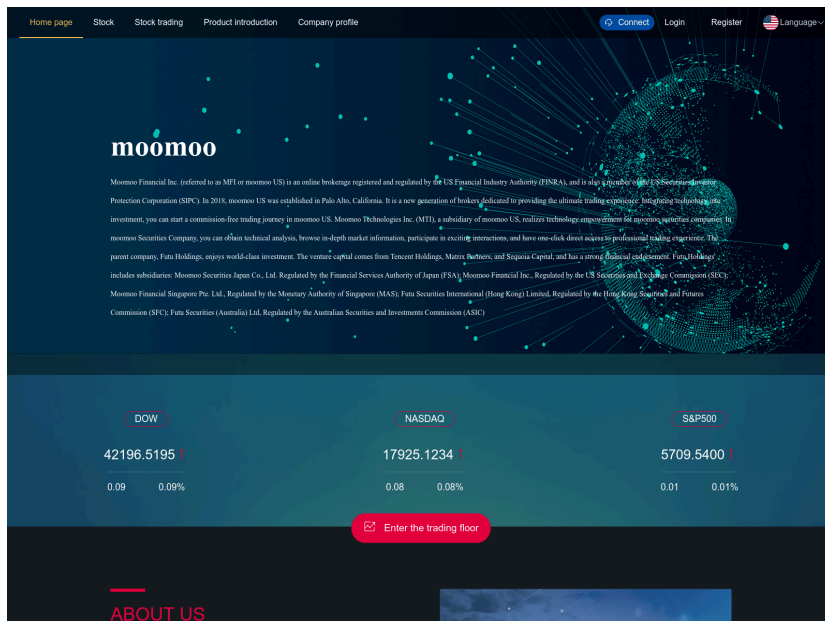 Home page Stock Stock trading Product introduction Company profile Connect Login Register Language
moomoo
Moomoo Financial Inc. (referred to as MFI or moomoo US) is an online brokerage registered and regulated by the US Financial Industry Authority (FINRA), and is also a member of the US Securities Investor
Protection Corporation (SIPC). In 2018, moomoo US was established in Palo Alto, California. It is a new generation of brokers dedicated to providing the ultimate trading experience. Integrating technology into
investment, you can start a commission-free trading journey in moomoo US. Moomoo Technologies Inc. (MTI), a subsidiary of moomoo US, realizes technology empowerment for moomoo securities companies. In
moomoo Securities Company, you can obtain technical analysis, browse in-depth market information, participate in exciting interactions, and have one-click direct access to professional trading experience. The
parent company, Futu Holdings, enjoys world-class investment. The venture capital comes from Tencent Holdings, Matrix Partners, and Sequoia Capital, and has a strong financial endorsement. Futu Holdings
includes subsidiaries: Moomoo Securities Japan Co., Ltd. Regulated by the Financial Services Authority of Japan (FSA); Moomoo Financial Inc., Regulated by the US Securities and Exchange Commission (SEC);
Moomoo Financial Singapore Pte. Ltd., Regulated by the Monetary Authority of Singapore (MAS); Futu Securities International (Hong Kong) Limited, Regulated by the Hong Kong Securities and Futures
Commission (SFC); Futu Securities (Australia) Ltd, Regulated by the Australian Securities and Investments Commission (ASIC)
DOW NASDAQ S&P500
42196.5195 ↑ 17925.1234 ↑ 5709.5400 ↑
0.09 0.09% 0.08 0.08% 0.01 0.01%
Enter the trading floor
ABOUT US